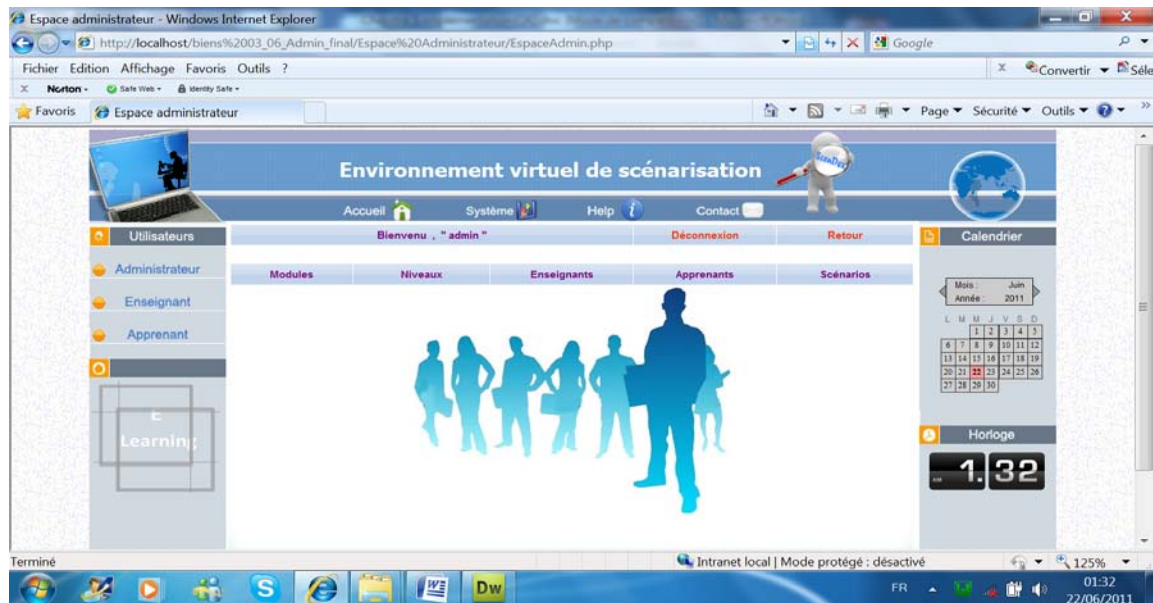 Espace administrateur - Windows Internet Explorer
http://localhost/biens%2003_06_Admin_final/Espace%20Administrateur/EspaceAdmin.php
Google
Fichier Edition Affichage Favoris Outils ?
x Convertir Séle
X Norton - Safe Web - Identity Safe -
Favoris Espace administrateur
Page Sécurité Outils
Environnement virtuel de scénarisation
Accueil Système Help Contact
Utilisateurs
Bienvenu , " admin " Déconnexion Retour
Calendrier
Administrateur
Enseignant
Apprenant
Modules Niveaux Enseignants Apprenants Scénarios
Mois : Juin
Année : 2011
L M M J V S D
1 2 3 4 5
6 7 8 9 10 11 12
13 14 15 16 17 18 19
20 21 22 23 24 25 26
27 28 29 30
E
Learning
Horloge
AM 1. 32
Terminé
Intranet local | Mode protégé : désactivé
125%
S W Dw
FR
01:32
22/06/2011